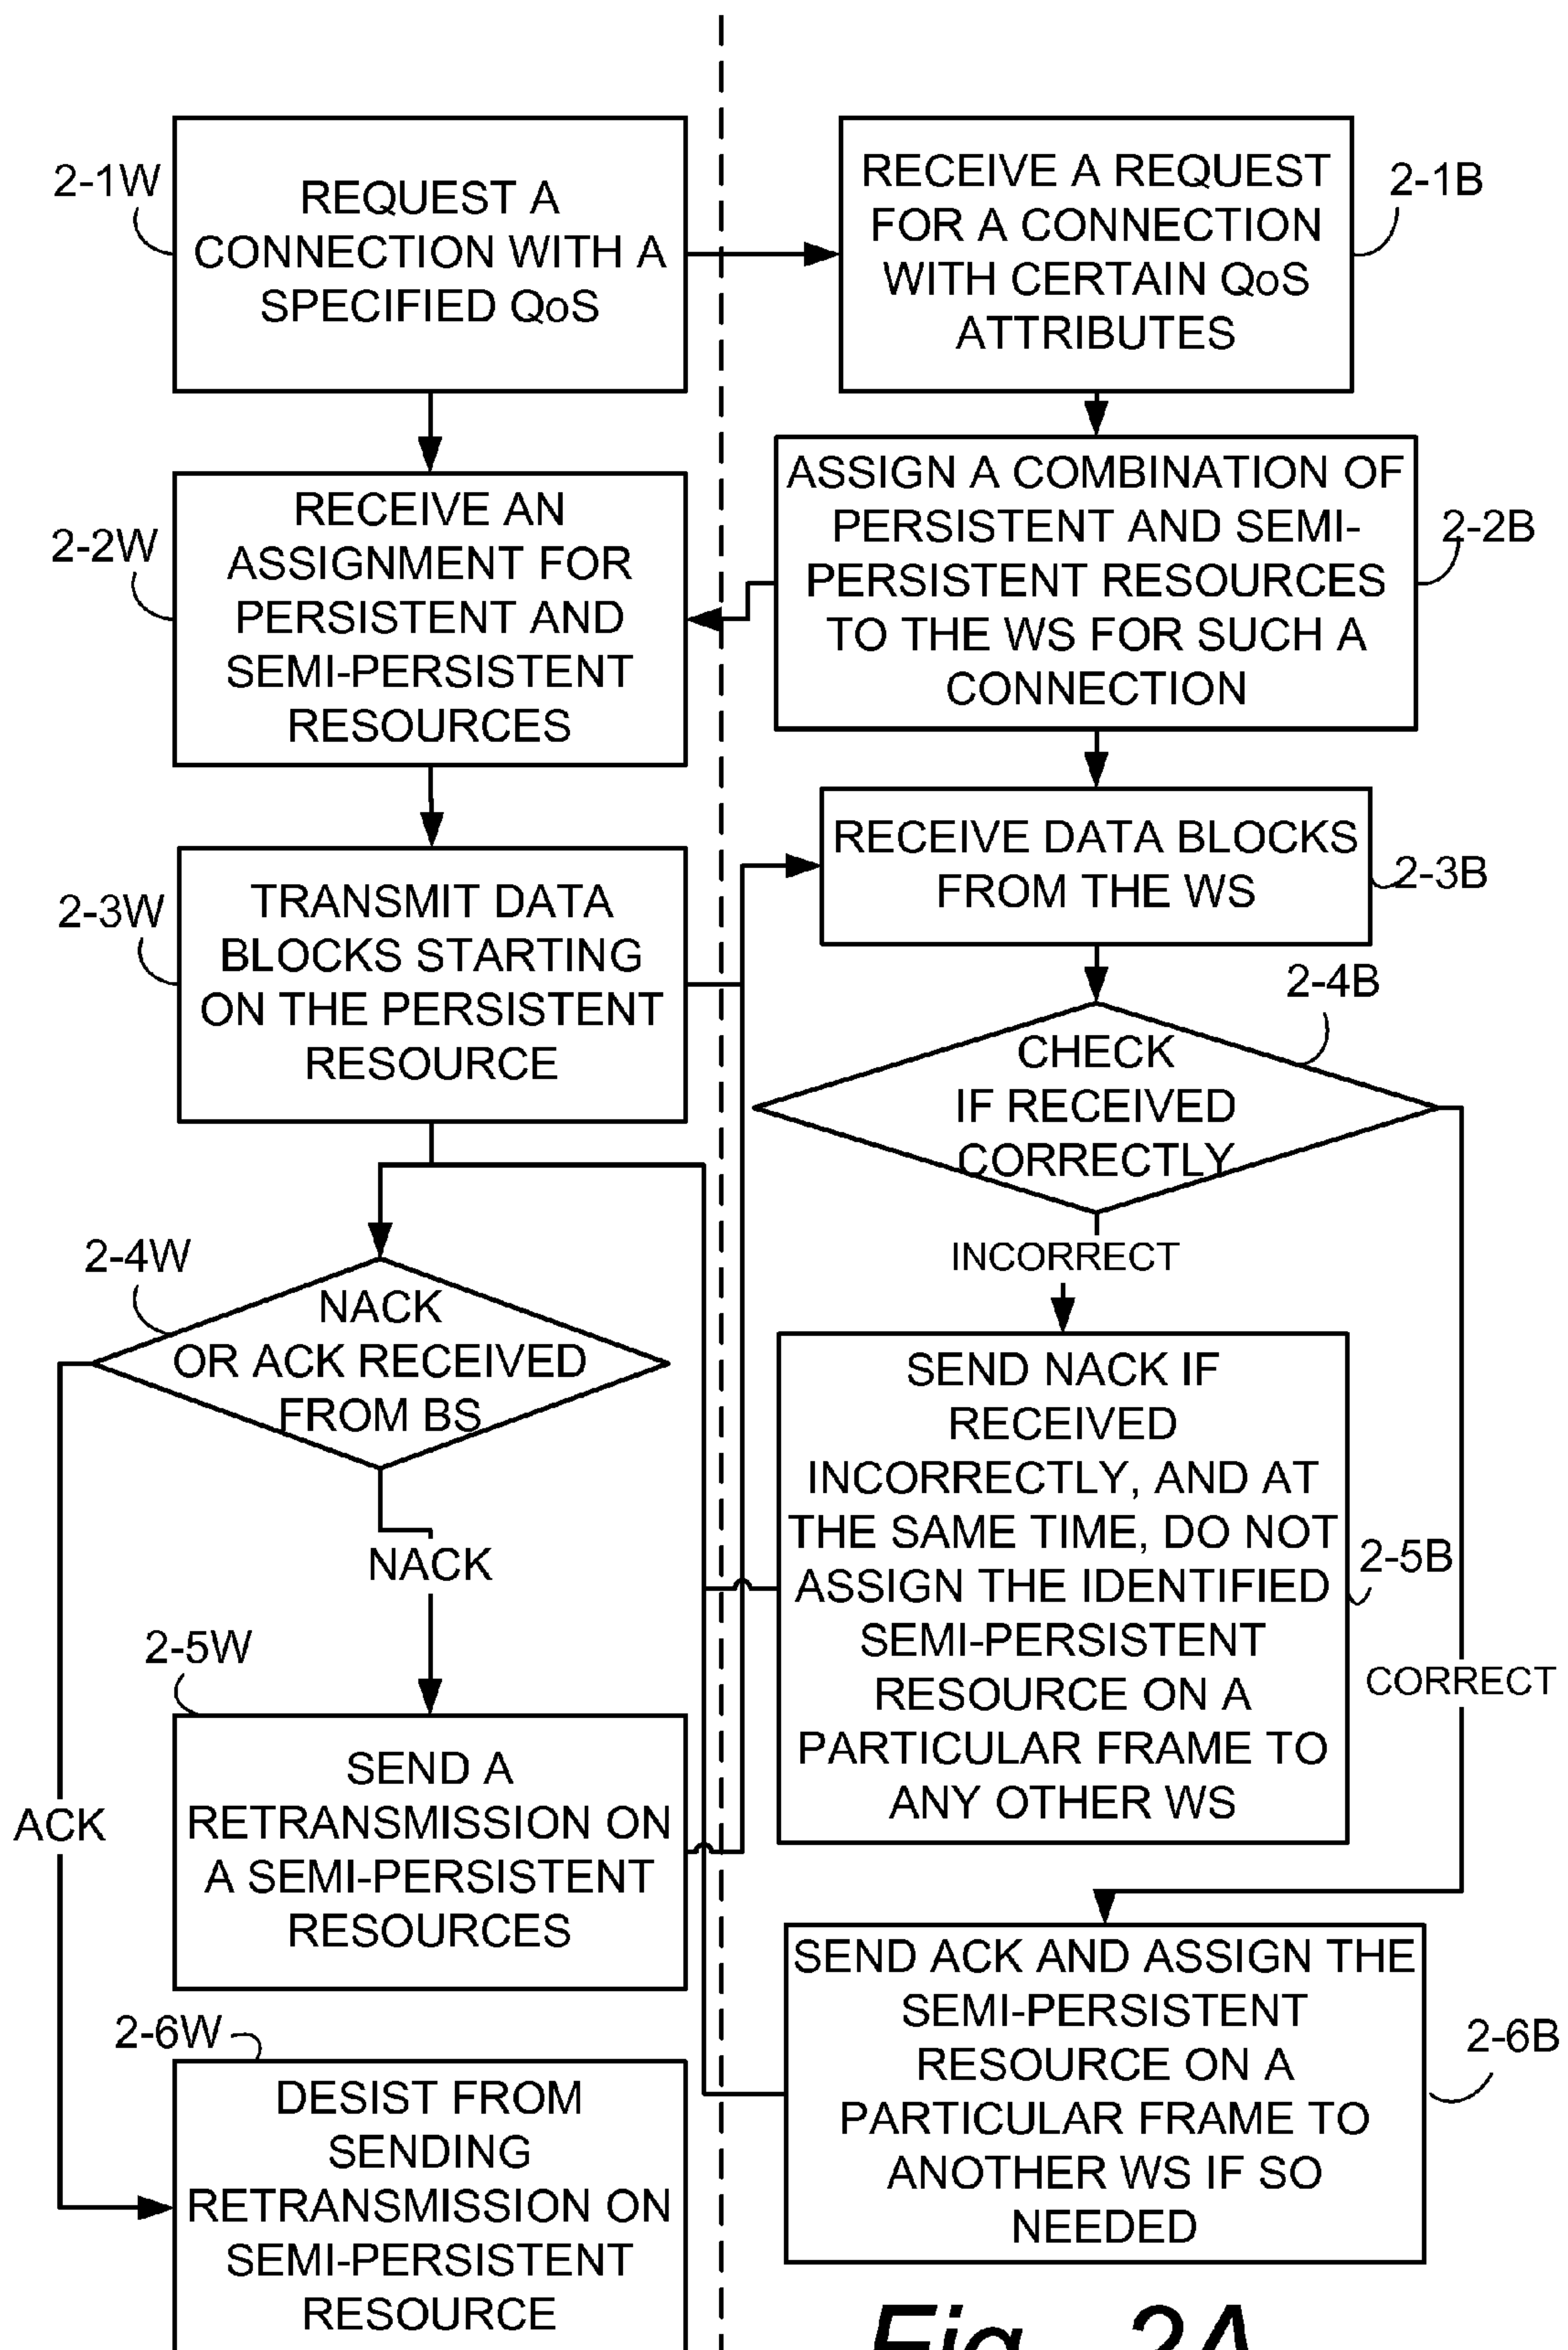 2-1W
REQUEST A
CONNECTION WITH A
SPECIFIED QoS
RECEIVE A REQUEST
FOR A CONNECTION
WITH CERTAIN QoS
ATTRIBUTES
2-1B
2-2W
RECEIVE AN
ASSIGNMENT FOR
PERSISTENT AND
SEMI-PERSISTENT
RESOURCES
ASSIGN A COMBINATION OF
PERSISTENT AND SEMI-
PERSISTENT RESOURCES
TO THE WS FOR SUCH A
CONNECTION
2-2B
2-3W
TRANSMIT DATA
BLOCKS STARTING
ON THE PERSISTENT
RESOURCE
RECEIVE DATA BLOCKS
FROM THE WS
2-3B
2-4B
CHECK
IF RECEIVED
CORRECTLY
INCORRECT
2-4W
NACK
OR ACK RECEIVED
FROM BS
NACK
SEND NACK IF
RECEIVED
INCORRECTLY, AND AT
THE SAME TIME, DO NOT
ASSIGN THE IDENTIFIED
SEMI-PERSISTENT
RESOURCE ON A
PARTICULAR FRAME TO
ANY OTHER WS
2-5B
CORRECT
2-5W
SEND A
RETRANSMISSION ON
A SEMI-PERSISTENT
RESOURCES
ACK
SEND ACK AND ASSIGN THE
SEMI-PERSISTENT
RESOURCE ON A
PARTICULAR FRAME TO
ANOTHER WS IF SO
NEEDED
2-6B
2-6W
DESIST FROM
SENDING
RETRANSMISSION ON
SEMI-PERSISTENT
RESOURCE
Fig. 2A